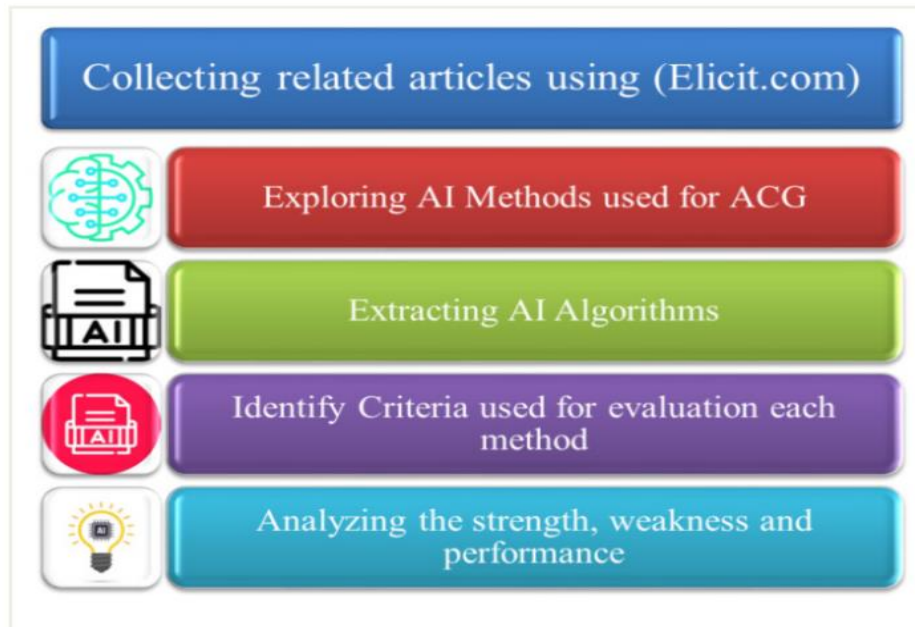 Collecting related articles using (Elicit.com)
Exploring AI Methods used for ACG
AI
Extracting AI Algorithms
AI
Identify Criteria used for evaluation each
method
AI
Analyzing the strength, weakness and
performance